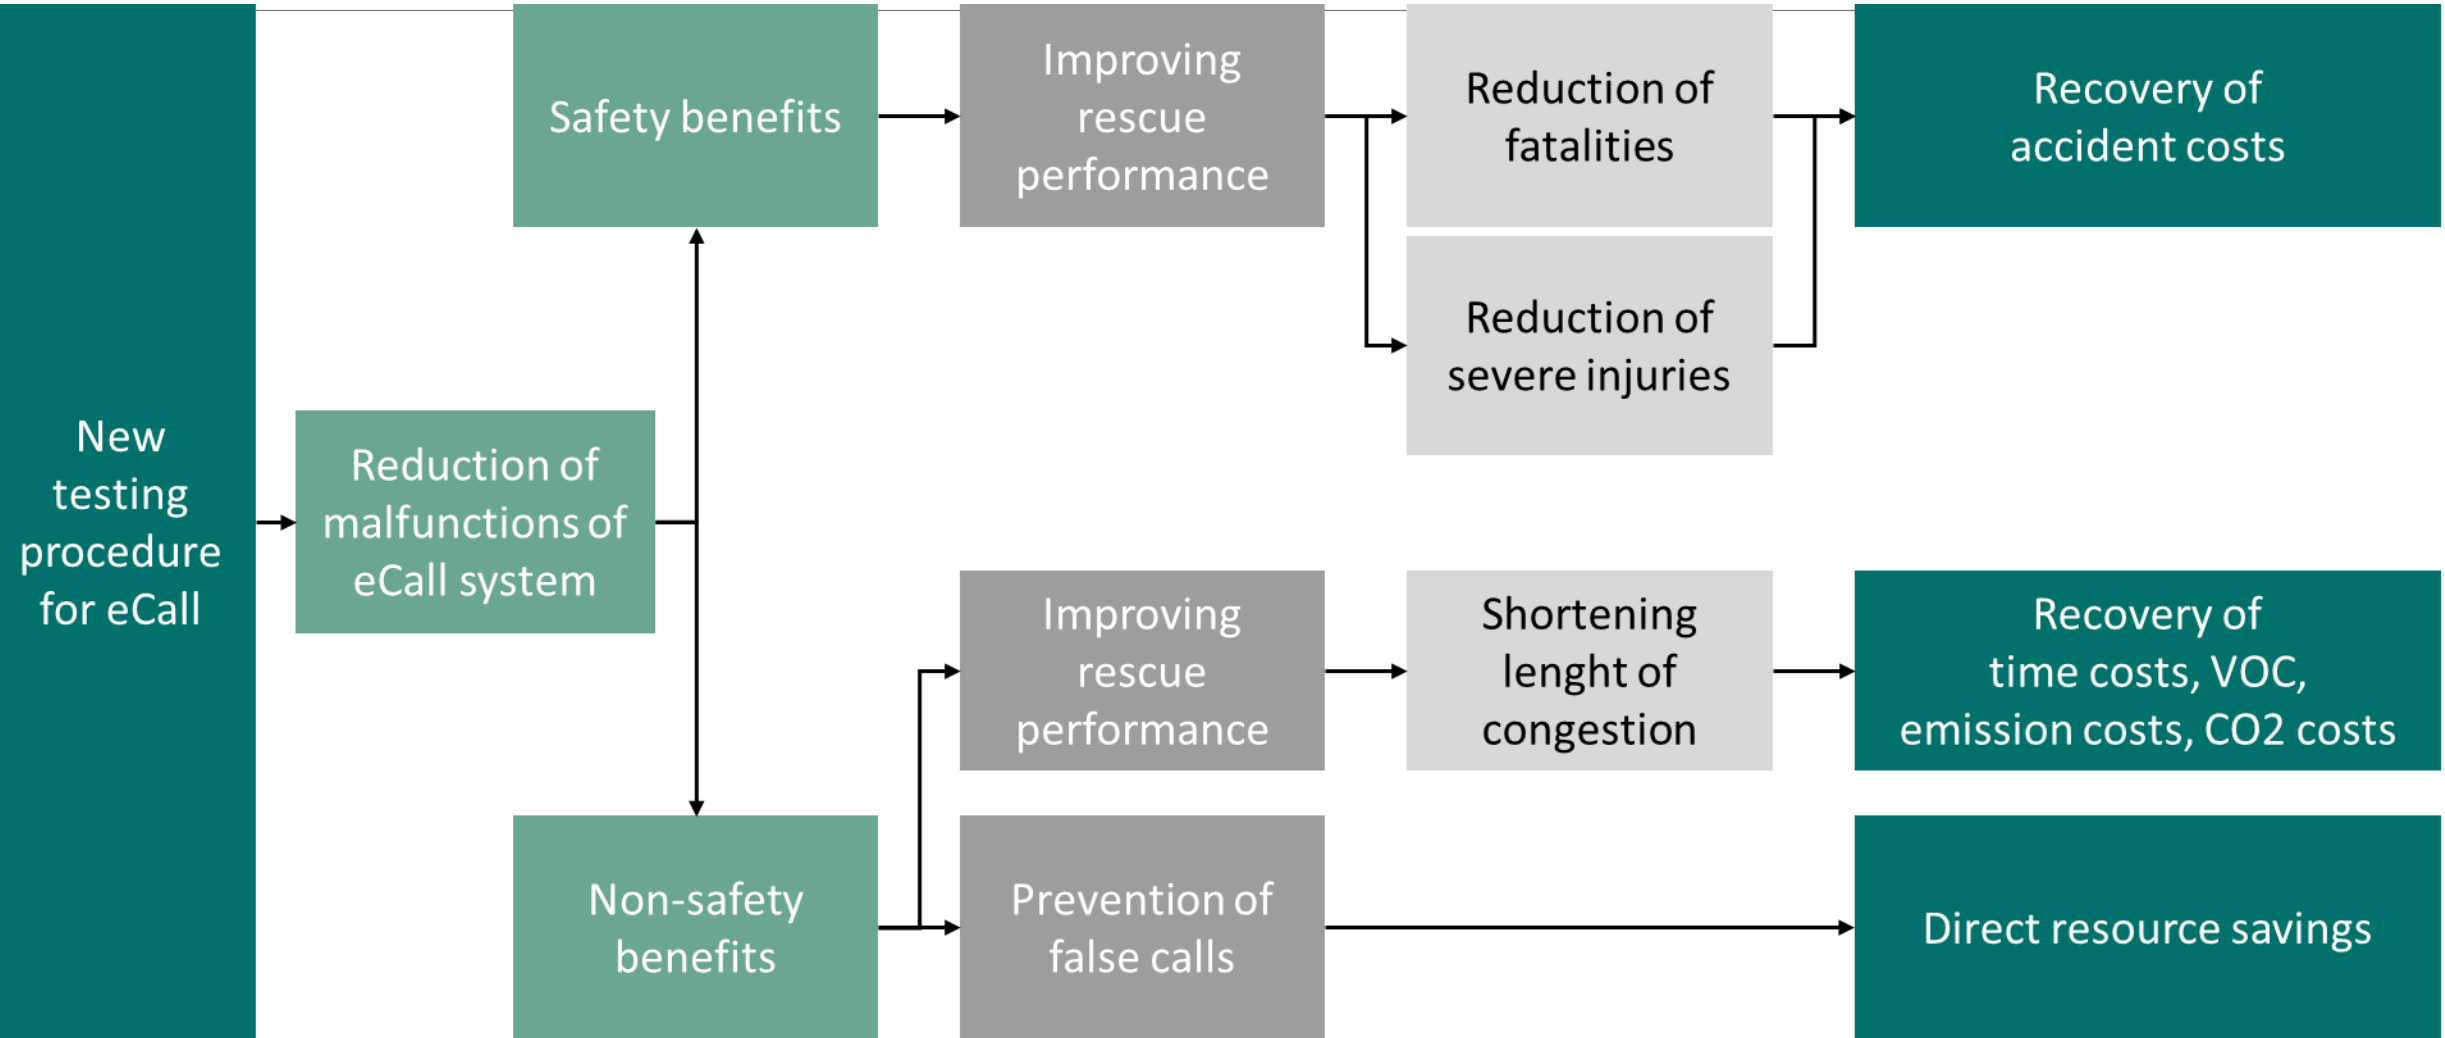 New
testing
procedure
for eCall
Reduction of
malfunctions of
eCall system
Safety benefits
Improving
rescue
performance
Reduction of
fatalities
Reduction of
severe injuries
Recovery of
accident costs
Non-safety
benefits
Improving
rescue
performance
Shortening
lenght of
congestion
Recovery of
time costs, VOC,
emission costs, CO2 costs
Prevention of
false calls
Direct resource savings